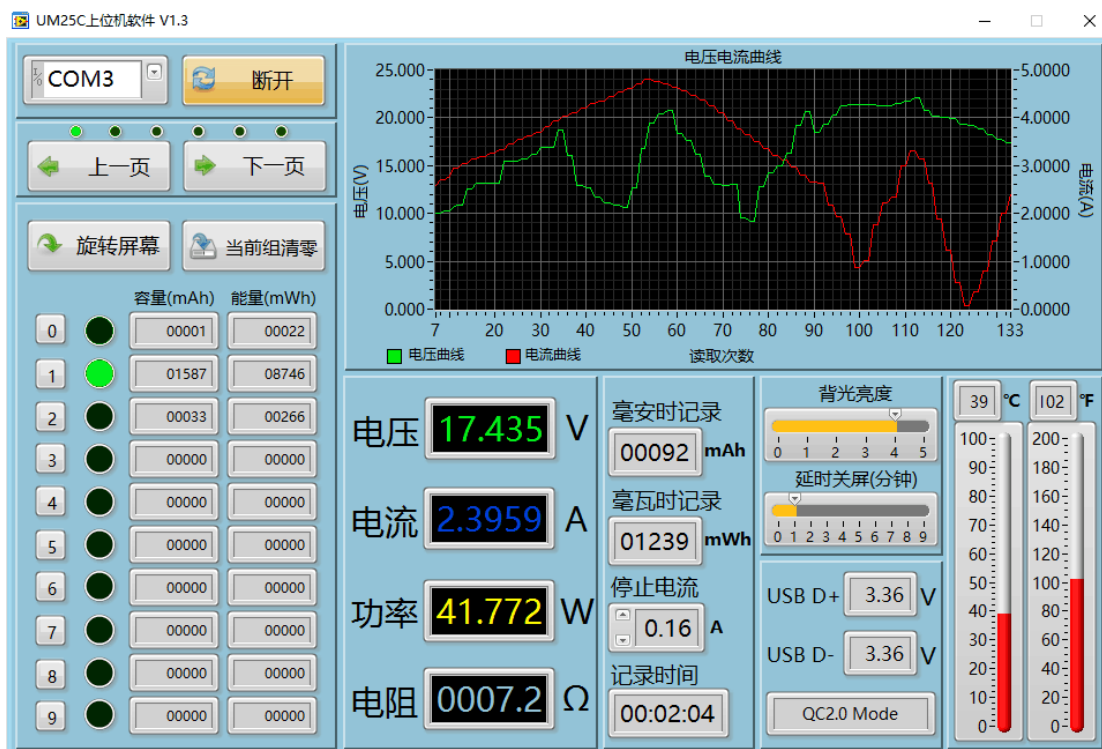 UM25C上位机软件 V1.3
COM3 断开
上一页 下一页
旋转屏幕 当前组清零
容量(mAh) 能量(mWh)
0 00001 00022
1 01587 08746
2 00033 00266
3 00000 00000
4 00000 00000
5 00000 00000
6 00000 00000
7 00000 00000
8 00000 00000
9 00000 00000
电压电流曲线
电压(V)
25.000
20.000
15.000
10.000
5.000
0.000
5.0000
4.0000
3.0000
2.0000
1.0000
0.0000
电流(A)
7 20 30 40 50 60 70 80 90 100 110 120 133
电压曲线 电流曲线 读取次数
电压 17.435 V
电流 2.3959 A
功率 41.772 W
电阻 0007.2 Ω
毫安时记录
00092 mAh
毫瓦时记录
01239 mWh
停止电流
0.16 A
记录时间
00:02:04
背光亮度
0 1 2 3 4 5
延时关屏(分钟)
0 1 2 3 4 5 6 7 8 9
USB D+ 3.36 V
USB D- 3.36 V
QC2.0 Mode
39 ℃ 102 ℉
100 200
90 180
80 160
70 140
60 120
50 100
40 80
30 60
20 40
10 20
0 0